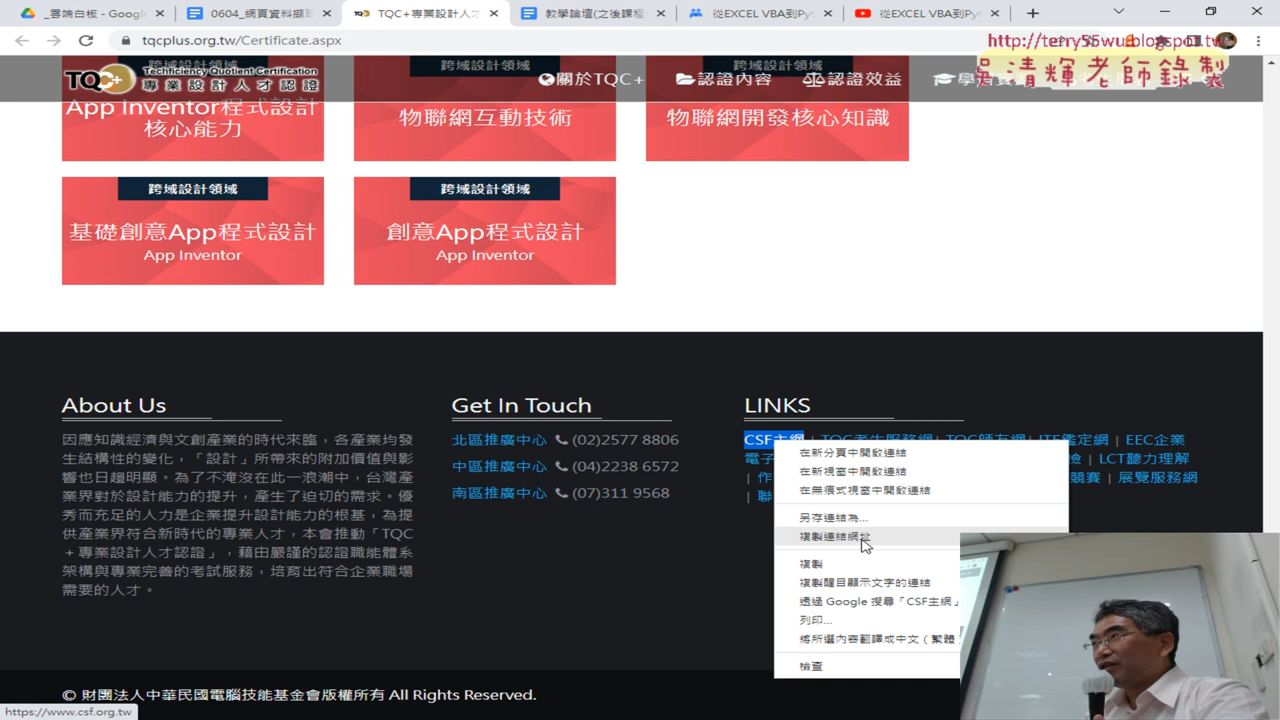 _雲端白板 - Goog
0604_網頁資料擷取
TQC+專業設計人才
教學論壇(之後課程
從EXCEL VBA到Pyt
從EXCEL VBA到Py
tqcplus.org.tw/Certificate.aspx
http://terry55wu.blogspot.tw
吳清輝老師錄製
TQC+
Techficiency Quotient Certification
專業設計人才認證
關於TQC+
認證內容
認證效益
跨域設計領域
跨域設計領域
跨域設計領域
App Inventor程式設計
核心能力
物聯網互動技術
物聯網開發核心知識
跨域設計領域
基礎創意App程式設計
App Inventor
跨域設計領域
創意App程式設計
App Inventor
About Us
因應知識經濟與文創產業的時代來臨，各產業均發
生結構性的變化，「設計」所帶來的附加價值與影
響也日趨明顯。為了不淹沒在此一浪潮中，台灣產
業界對於設計能力的提升，產生了迫切的需求。優
秀而充足的人力是企業提升設計能力的根基，為提
供產業界符合新時代的專業人才，本會推動「TQC
＋專業設計人才認證」，藉由嚴謹的認證職能體系
架構與專業完善的考試服務，培育出符合企業職場
需要的人才。
Get In Touch
北區推廣中心 (02)2577 8806
中區推廣中心 (04)2238 6572
南區推廣中心 (07)311 9568
LINKS
CSF主網 | TQC考生服務網 | TQC師友網 | ITE鑑定網 | EEC企業
電子
LCT聽力理解
| 作
競賽 | 展覽服務網
| 聯
在新分頁中開啟連結
在新視窗中開啟連結
在無痕式視窗中開啟連結
另存連結為...
複製連結網址
複製
複製醒目顯示文字的連結
透過 Google 搜尋「CSF主網」
列印...
將所選內容翻譯成中文（繁體
檢查
© 財團法人中華民國電腦技能基金會版權所有 All Rights Reserved.
https://www.csf.org.tw